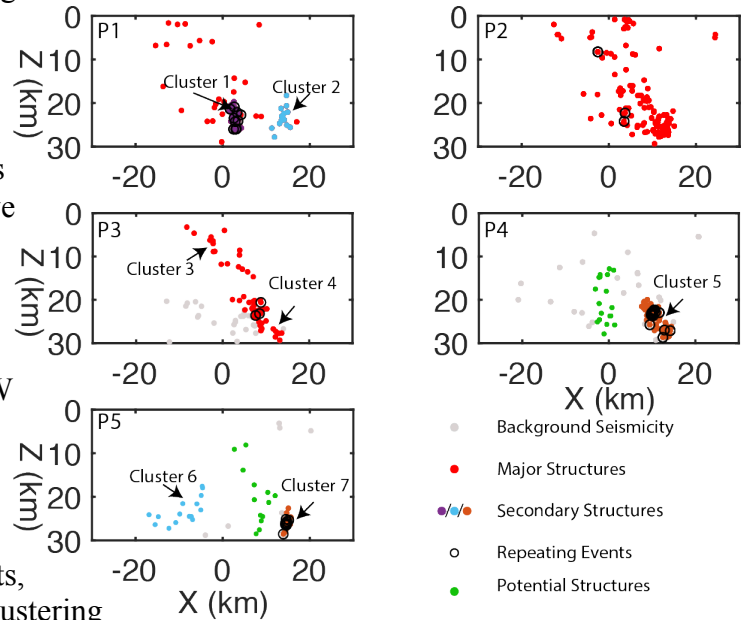 P1
0
10
20
30
Z (km)
Cluster 1
Cluster 2
-20
0
20
P2
0
10
20
30
-20
0
20
s
ve
P3
0
10
20
30
Z (km)
Cluster 3
Cluster 4
-20
0
20
P4
0
10
20
30
Cluster 5
-20
0
20
X (km)
W
P5
0
10
20
30
Z (km)
Cluster 6
Cluster 7
-20
0
20
X (km)
Background Seismicity
Major Structures
Secondary Structures
Repeating Events
Potential Structures
ts,
lustering